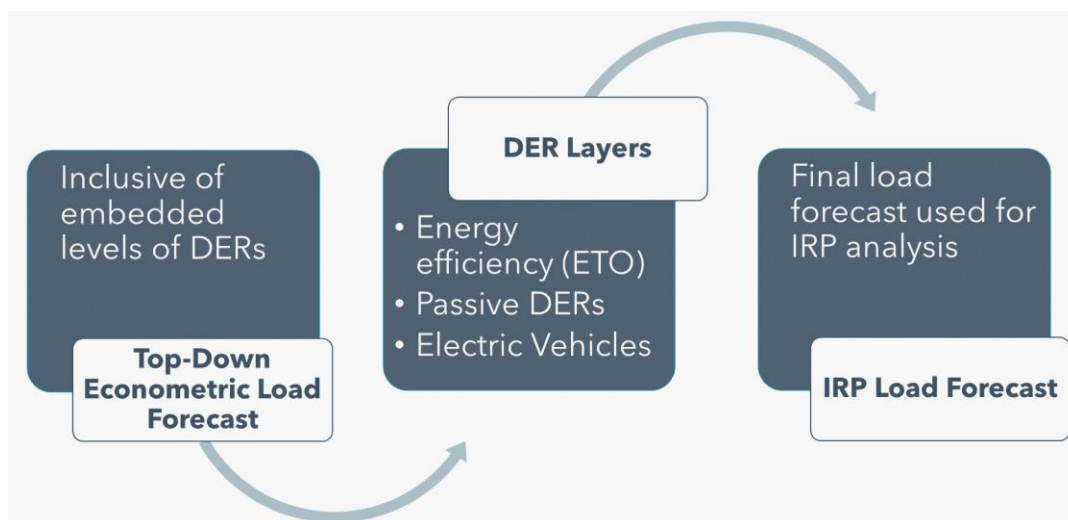 Inclusive of
embedded
levels of DERs
Top-Down
Econometric Load
Forecast
DER Layers
• Energy
efficiency (ETO)
• Passive DERs
• Electric Vehicles
Final load
forecast used for
IRP analysis
IRP Load Forecast